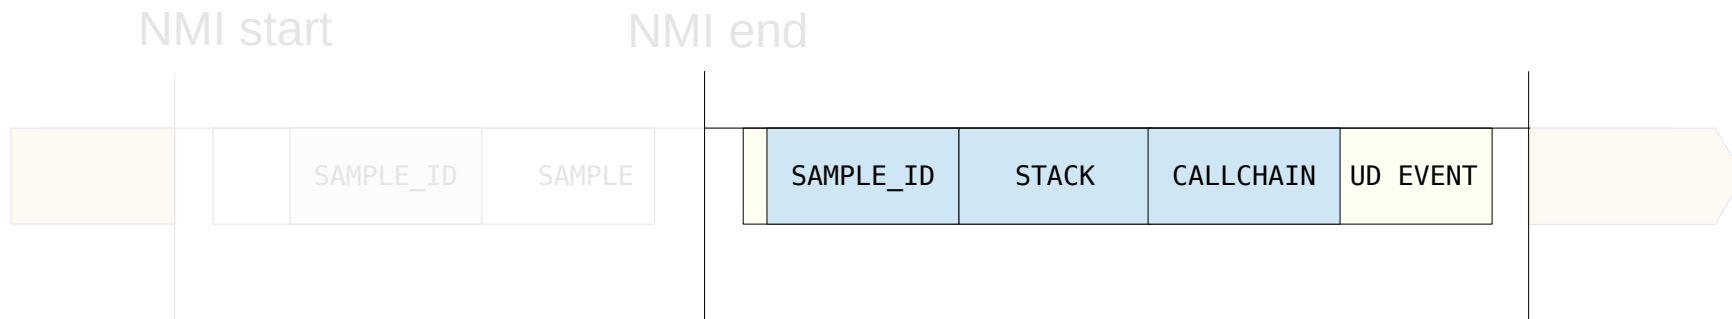 NMI start NMI end
SAMPLE_ID SAMPLE SAMPLE_ID STACK CALLCHAIN UD EVENT